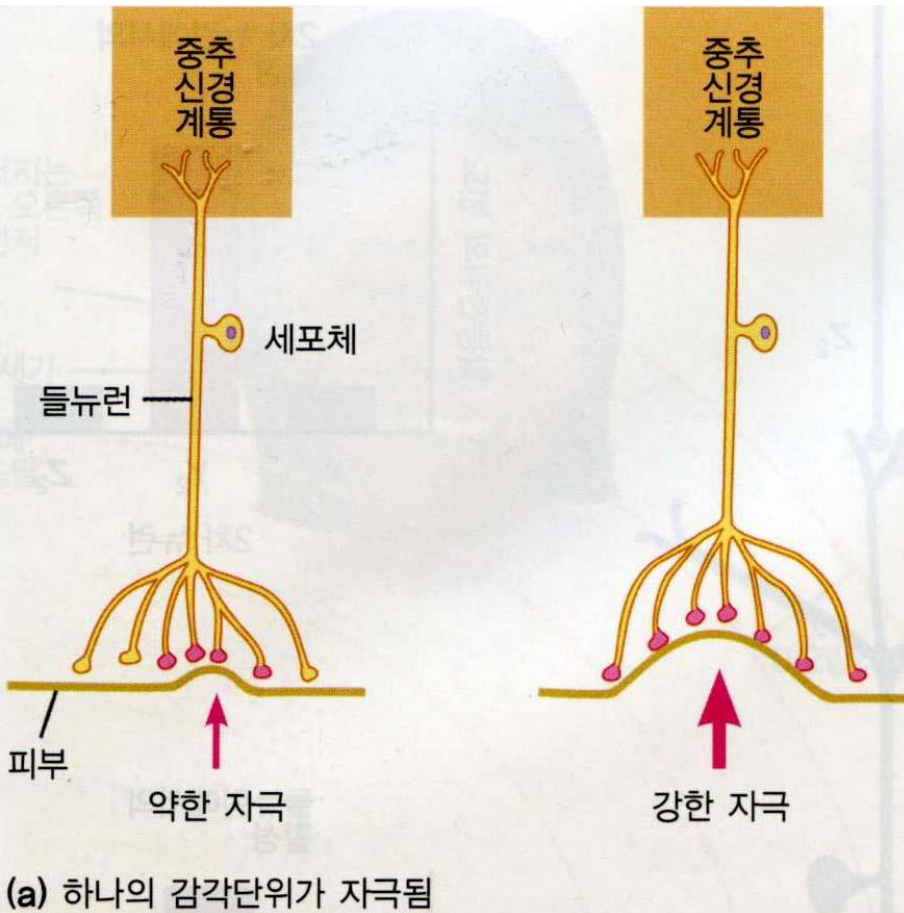 중추
신경
계통
중추
신경
계통
세포체
들뉴런
피부
약한 자극
강한 자극
(a) 하나의 감각단위가 자극됨